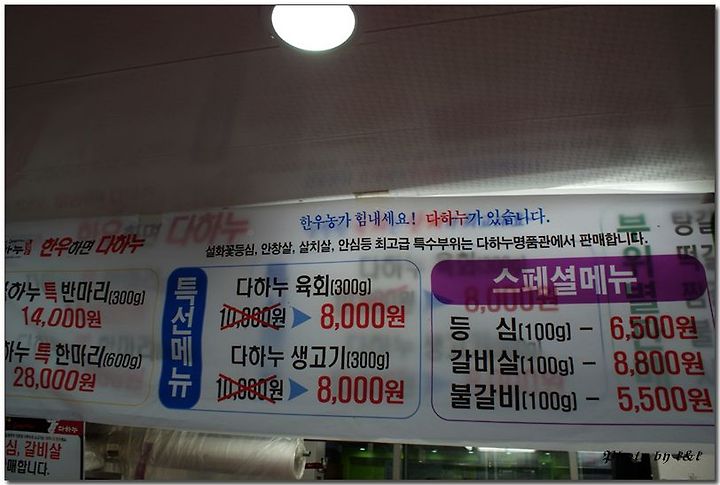 한우농가 힘내세요! 다하누가 있습니다.
한우하면 다하누
설화꽃등심, 안창살, 살치살, 안심등 최고급 특수부위는 다하누명품관에서 판매합니다.
다하누 특 반마리(300g)
14,000원
특 한마리(600g)
28,000원
특선메뉴
다하누 육회(300g)
10,000원 ▶ 8,000원
다하누 생고기(300g)
10,000원 ▶ 8,000원
스페셜메뉴
등 심(100g) - 6,500원
갈비살(100g) - 8,800원
불갈비(100g) - 5,500원
부위별
다하누
심, 갈비살
매합니다.
Photo by l&l